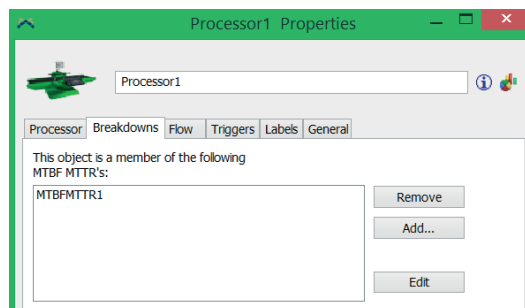 Processor1 Properties
Processor1
Processor Breakdowns Flow Triggers Labels General
This object is a member of the following
MTBF MTTR's:
MTBFMTTR1
Remove
Add...
Edit